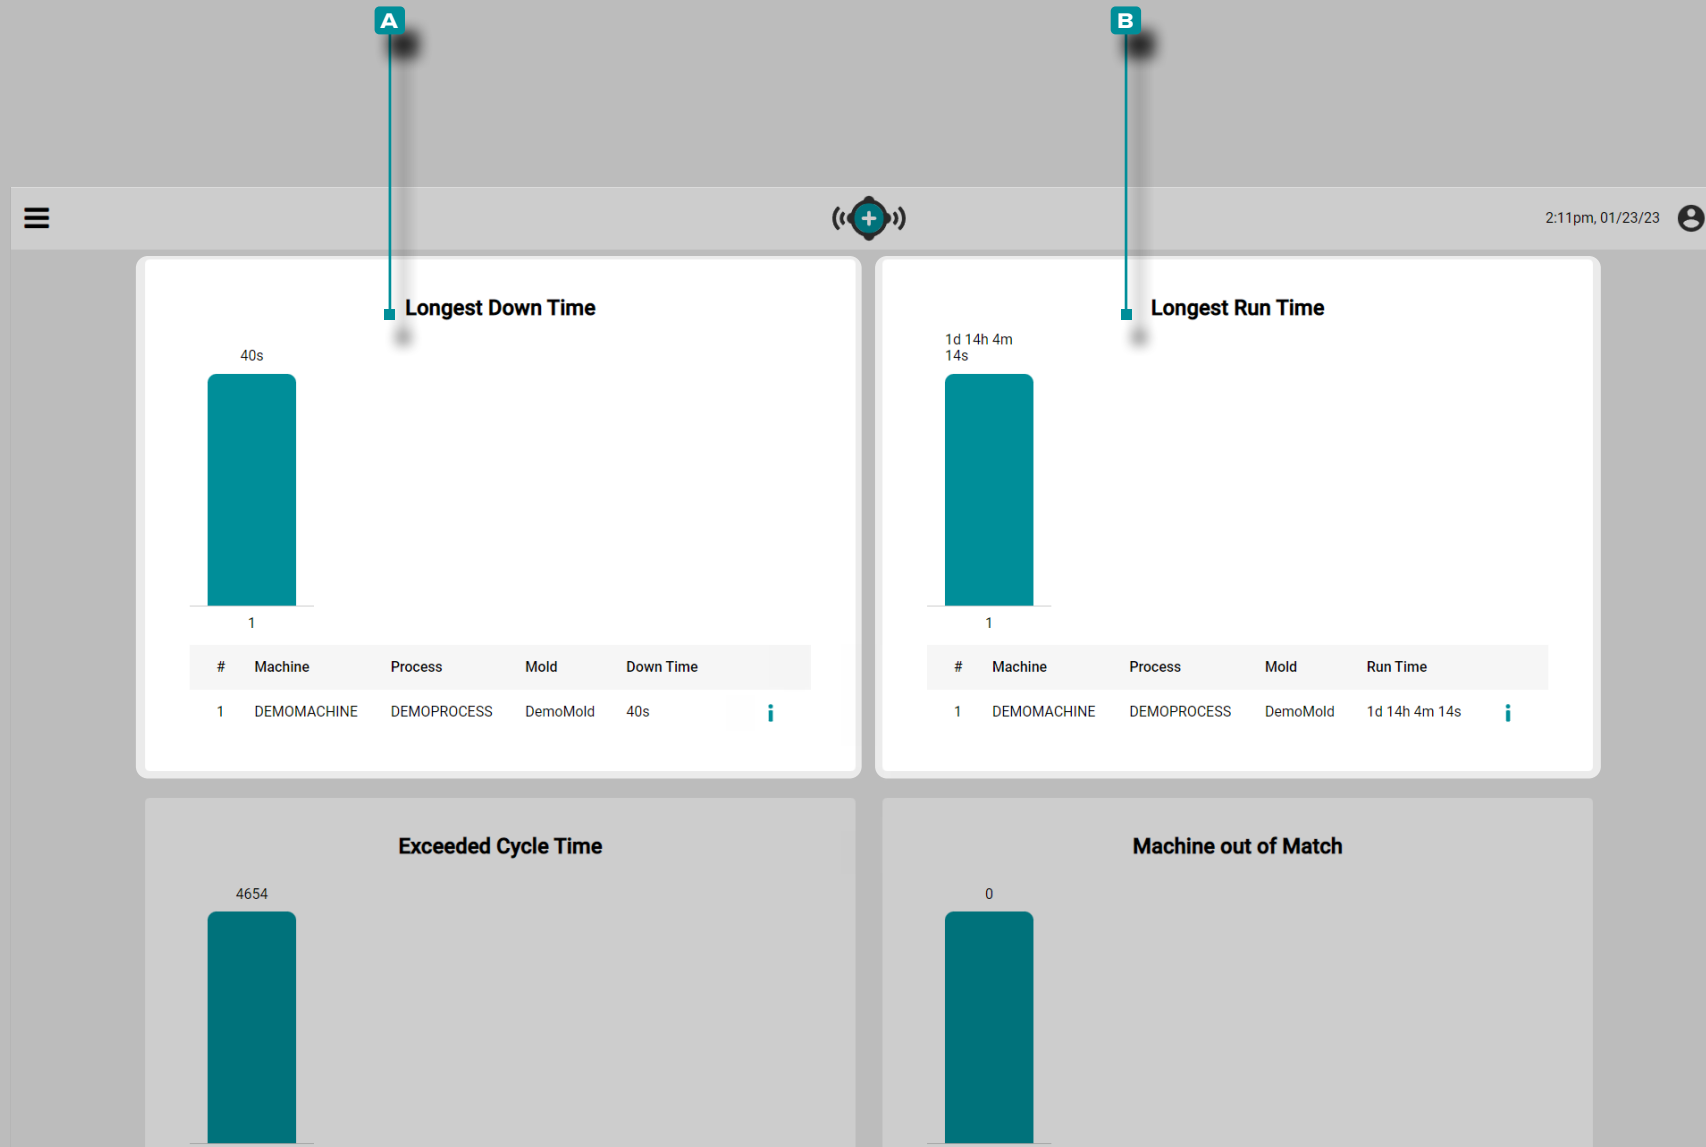 A
B
2:11pm, 01/23/23
Longest Down Time
40s
1
# Machine Process Mold Down Time
1 DEMOMACHINE DEMOPROCESS DemoMold 40s
Longest Run Time
1d 14h 4m
14s
1
# Machine Process Mold Run Time
1 DEMOMACHINE DEMOPROCESS DemoMold 1d 14h 4m 14s
Exceeded Cycle Time
4654
Machine out of Match
0